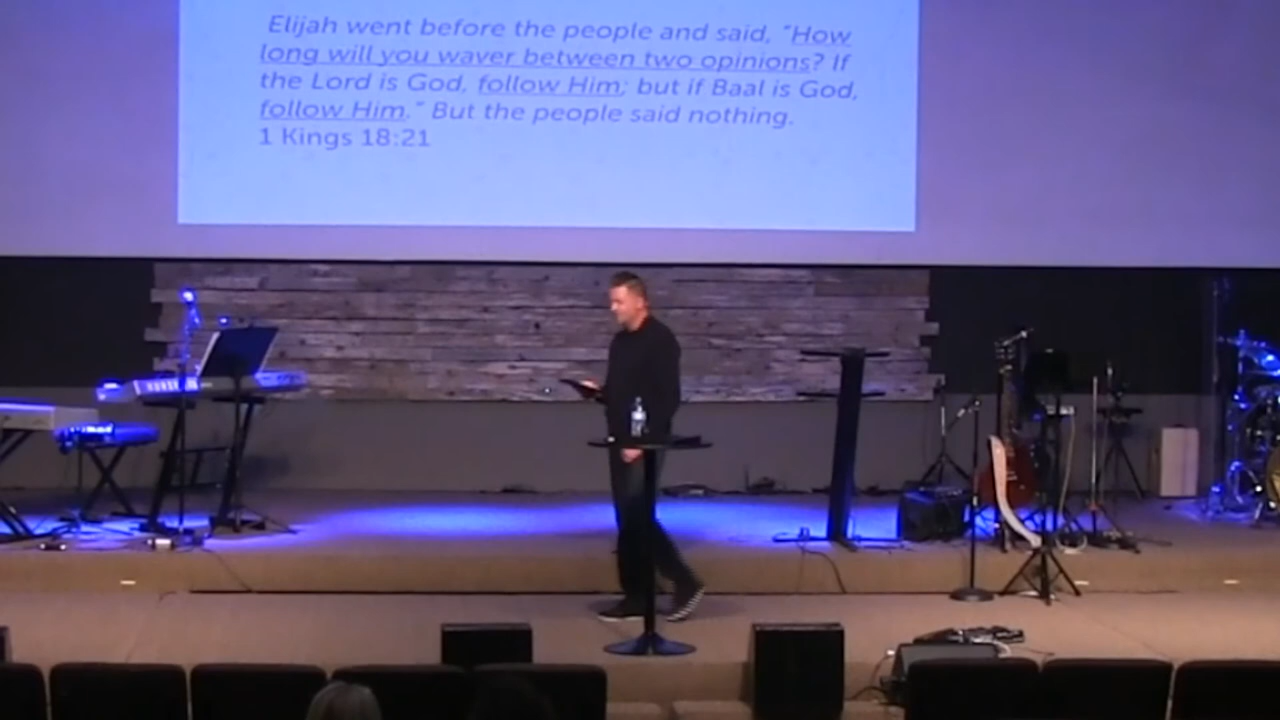 Elijah went before the people and said, "How
long will you waver between two opinions? If
the Lord is God, follow Him; but if Baal is God,
follow Him." But the people said nothing.
1 Kings 18:21